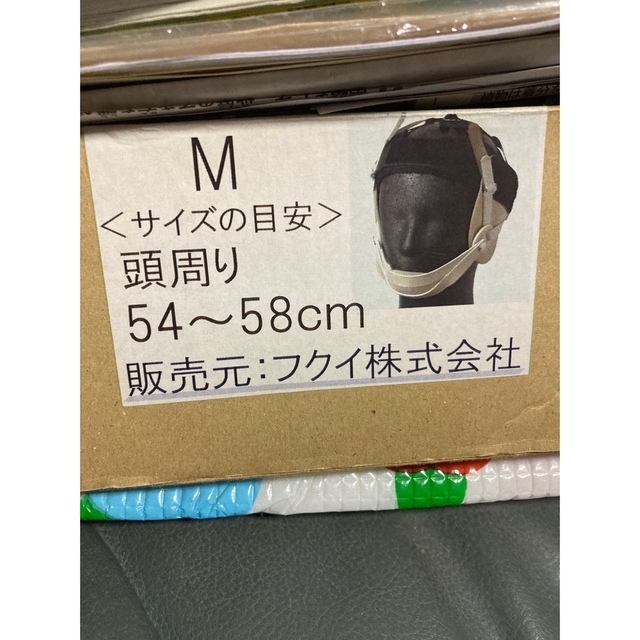 M
<サイズの目安>
頭周り
54～58cm
販売元:フクイ株式会社